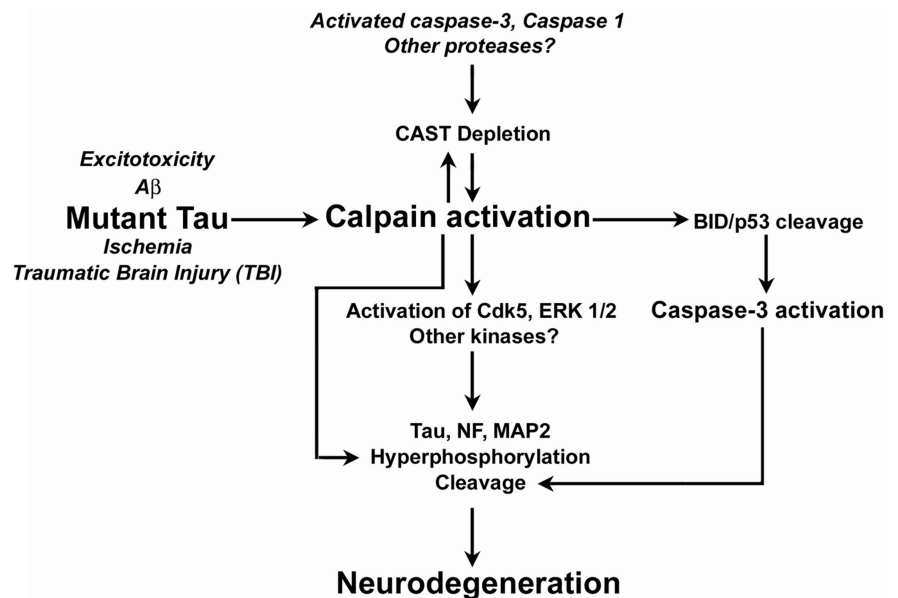 Activated caspase-3, Caspase 1
Other proteases?
CAST Depletion
Excitotoxicity
Aβ
Mutant Tau
Ischemia
Traumatic Brain Injury (TBI)
Calpain activation
BID/p53 cleavage
Caspase-3 activation
Activation of Cdk5, ERK 1/2
Other kinases?
Tau, NF, MAP2
Hyperphosphorylation
Cleavage
Neurodegeneration